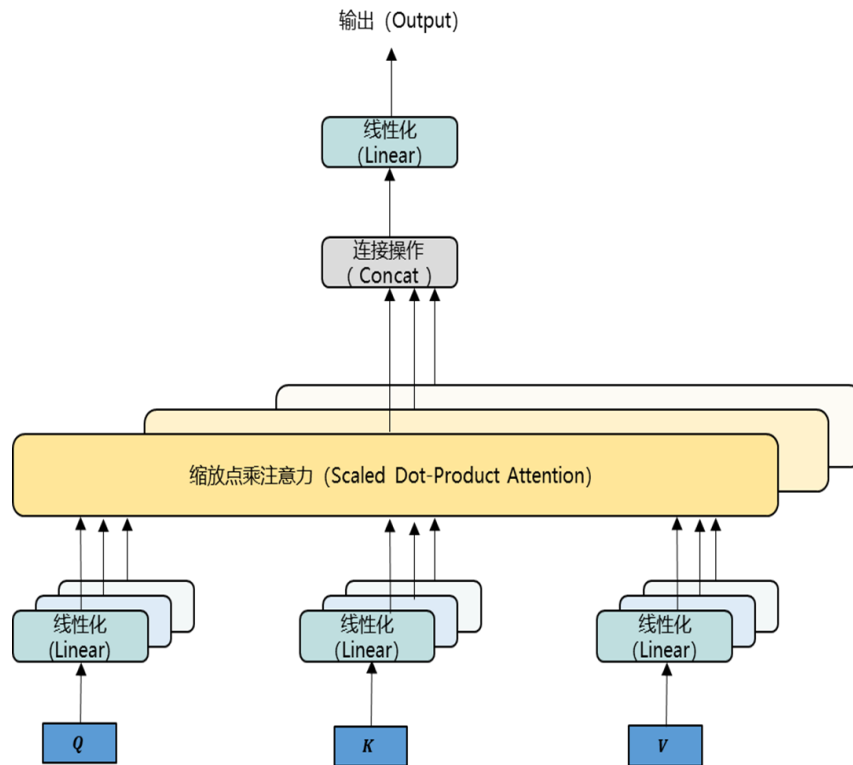 输出（Output）
线性化
(Linear)
连接操作
（ Concat ）
缩放点乘注意力（Scaled Dot-Product Attention）
线性化
(Linear)
线性化
(Linear)
线性化
(Linear)
Q
K
V